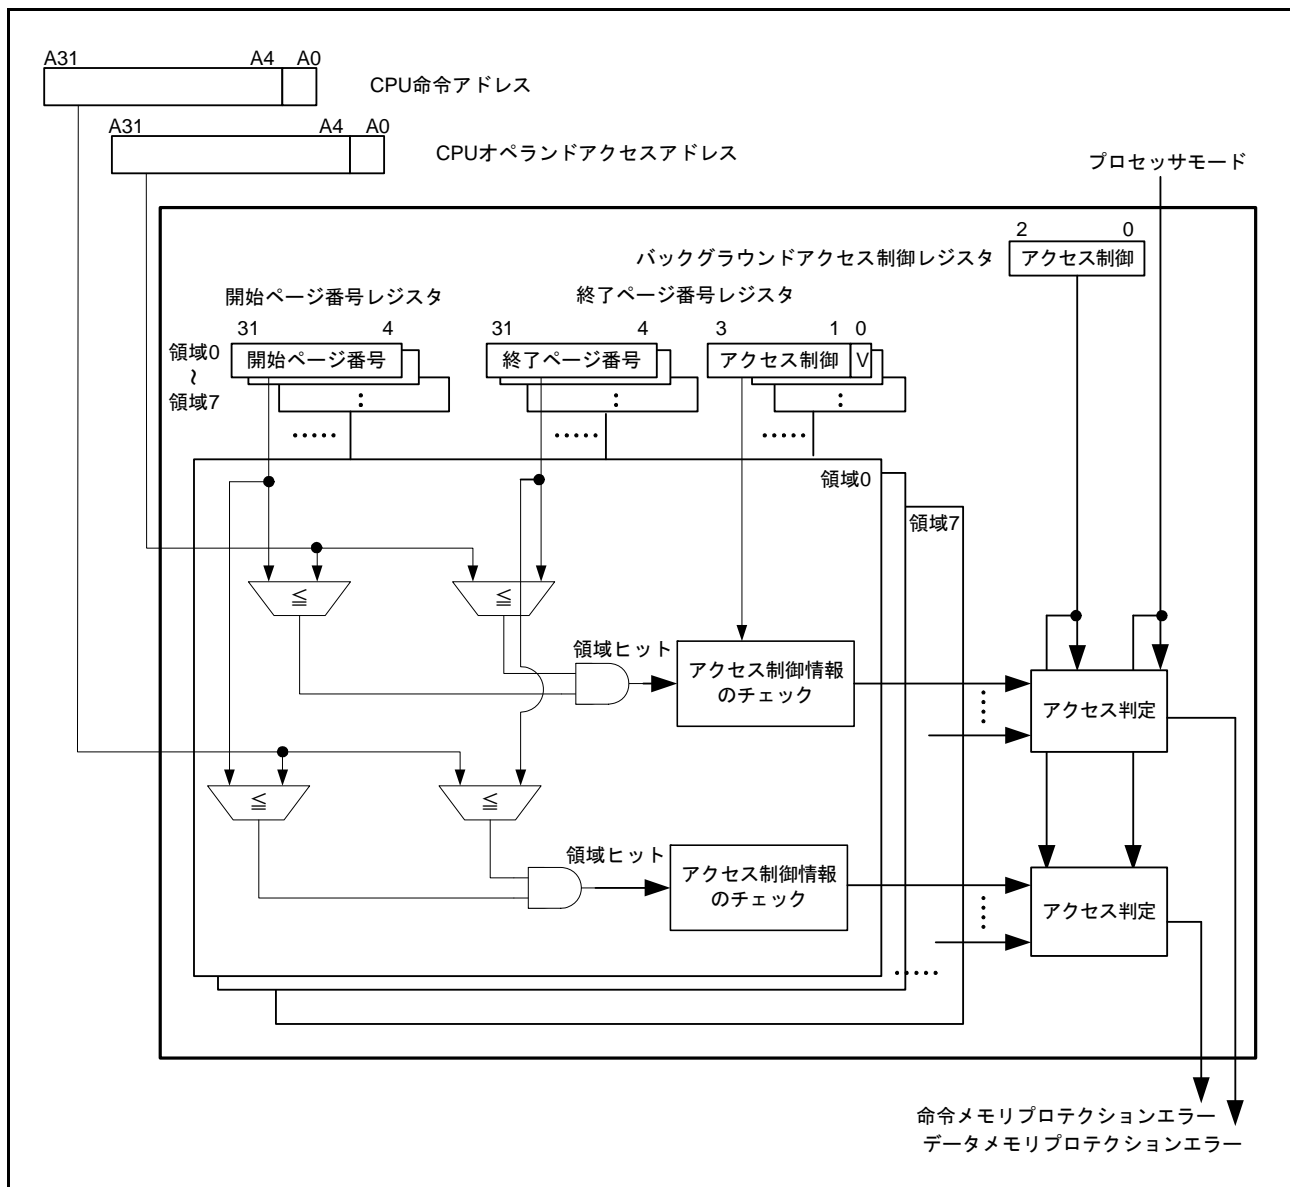 A31 A4 A0
CPU命令アドレス
A31 A4 A0
CPUオペランドアクセスアドレス
プロセッサモード
2 0
バックグラウンドアクセス制御レジスタ アクセス制御
開始ページ番号レジスタ 終了ページ番号レジスタ
31 4 31 4 3 1 0
領域0 開始ページ番号 終了ページ番号 アクセス制御 V
~
領域7 : : :
..... ..... .....
領域0
領域7
≦ ≦
領域ヒット
アクセス制御情報
のチェック
アクセス判定
≦ ≦
領域ヒット
アクセス制御情報
のチェック
アクセス判定
.....
命令メモリプロテクションエラー
データメモリプロテクションエラー